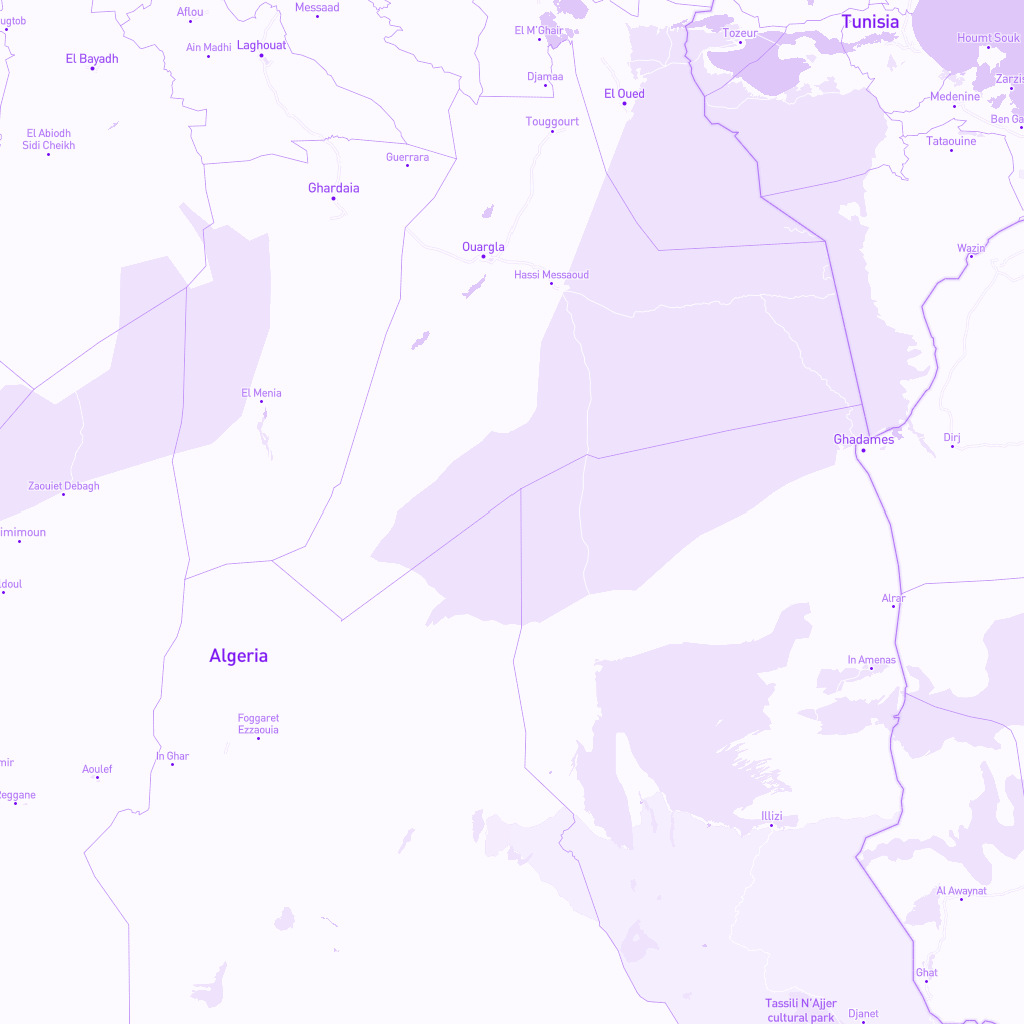 Messaad
Aflou
Tunisia
ougtob
El M'Ghair
Tozeur
Houmt Souk
Ain Madhi
Laghouat
El Bayadh
Djamaa
Zarzis
El Oued
Medenine
Touggourt
Ben Ga
El Abiodh
Sidi Cheikh
Tataouine
Guerrara
Ghardaia
Ouargla
Wazin
Hassi Messaoud
El Menia
Ghadames
Dirj
Zaouiet Debagh
imimoun
ldoul
Alrar
Algeria
In Amenas
Foggaret
Ezzaouia
In Ghar
mir
Aoulef
Reggane
Illizi
Al Awaynat
Ghat
Tassili N'Ajjer
cultural park
Djanet